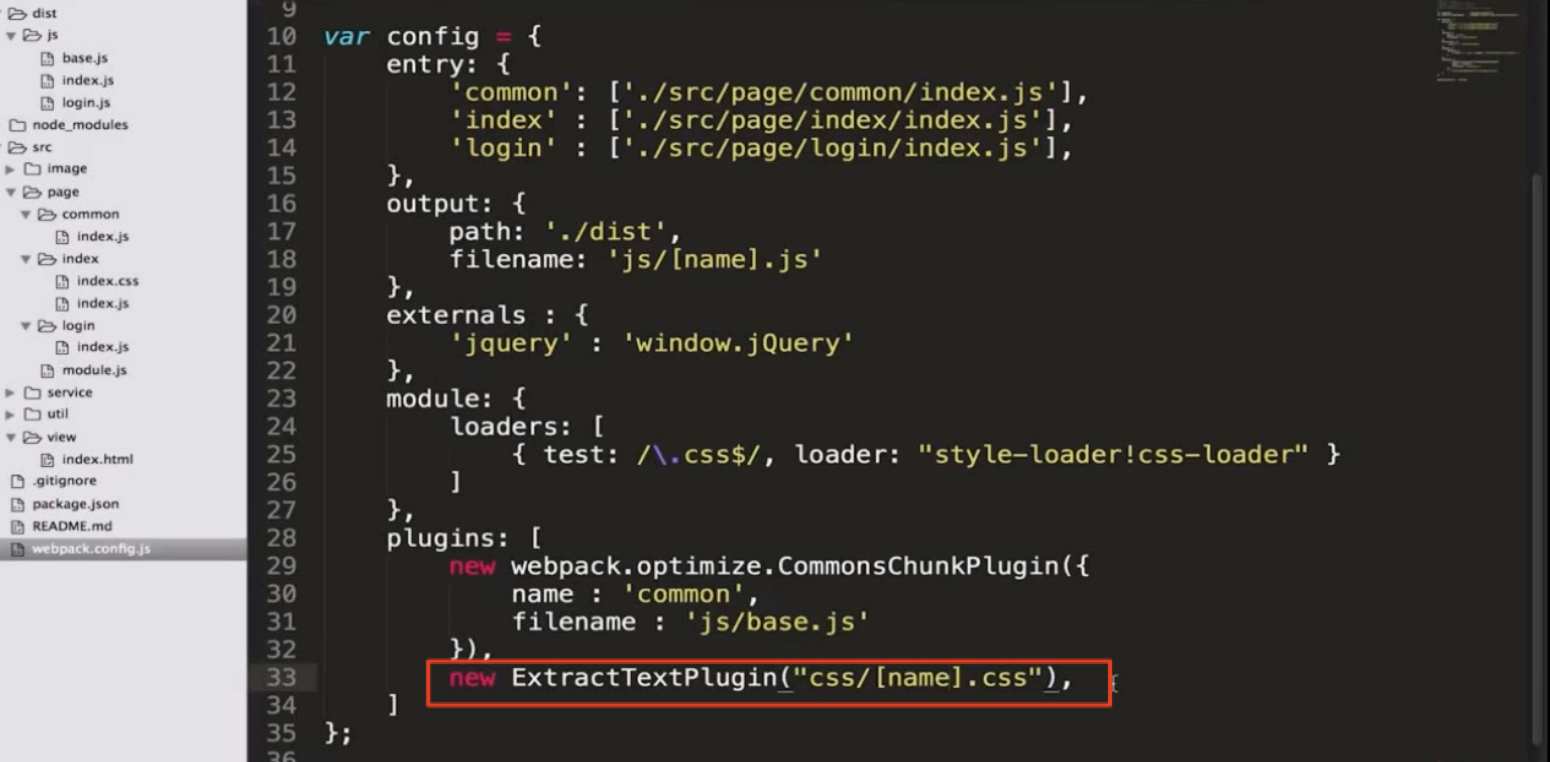 dist
js
base.js
index.js
login.js
node_modules
src
image
page
common
index.js
index
index.css
index.js
login
index.js
module.js
service
util
view
index.html
.gitignore
package.json
README.md
webpack.config.js
9
10 var config = {
11 entry: {
12 'common': ['./src/page/common/index.js'],
13 'index' : ['./src/page/index/index.js'],
14 'login' : ['./src/page/login/index.js'],
15 },
16 output: {
17 path: './dist',
18 filename: 'js/[name].js'
19 },
20 externals : {
21 'jquery' : 'window.jQuery'
22 },
23 module: {
24 loaders: [
25 { test: /\.css$/, loader: "style-loader!css-loader" }
26 ]
27 },
28 plugins: [
29 new webpack.optimize.CommonsChunkPlugin({
30 name : 'common',
31 filename : 'js/base.js'
32 }),
33 new ExtractTextPlugin("css/[name].css"),
34 ]
35 };
36